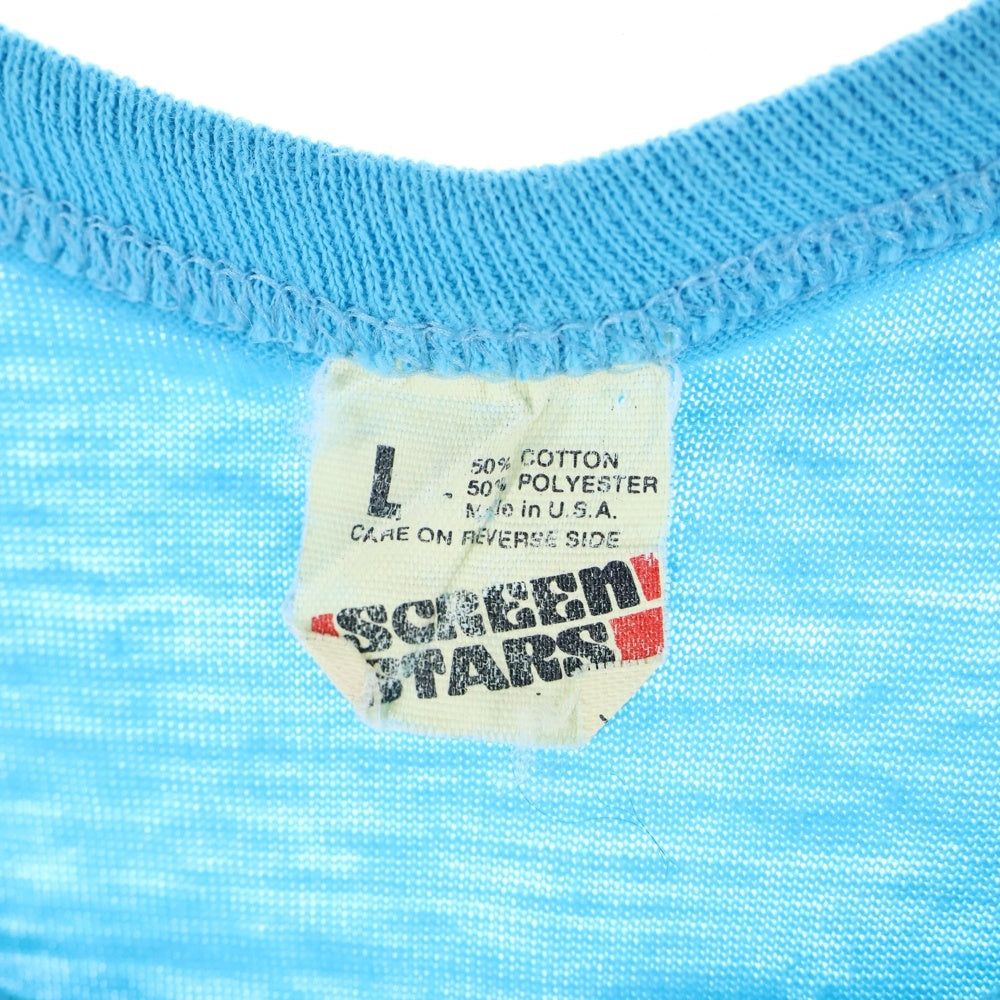 L
50% COTTON
50% POLYESTER
Made in U.S.A.
CARE ON REVERSE SIDE
SCREEN
STARS